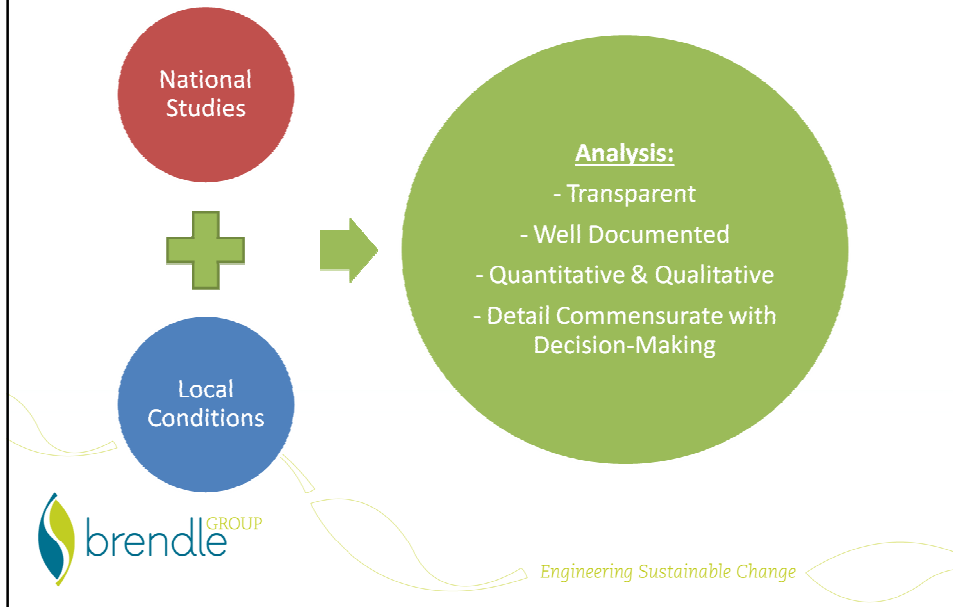 National
Studies
Local
Conditions
Analysis:
- Transparent
- Well Documented
- Quantitative & Qualitative
- Detail Commensurate with
Decision-Making
brendle GROUP
Engineering Sustainable Change